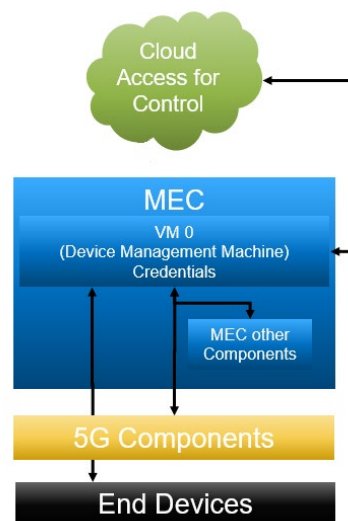 Cloud
Access for
Control
MEC
VM 0
(Device Management Machine)
Credentials
MEC other
Components
5G Components
End Devices